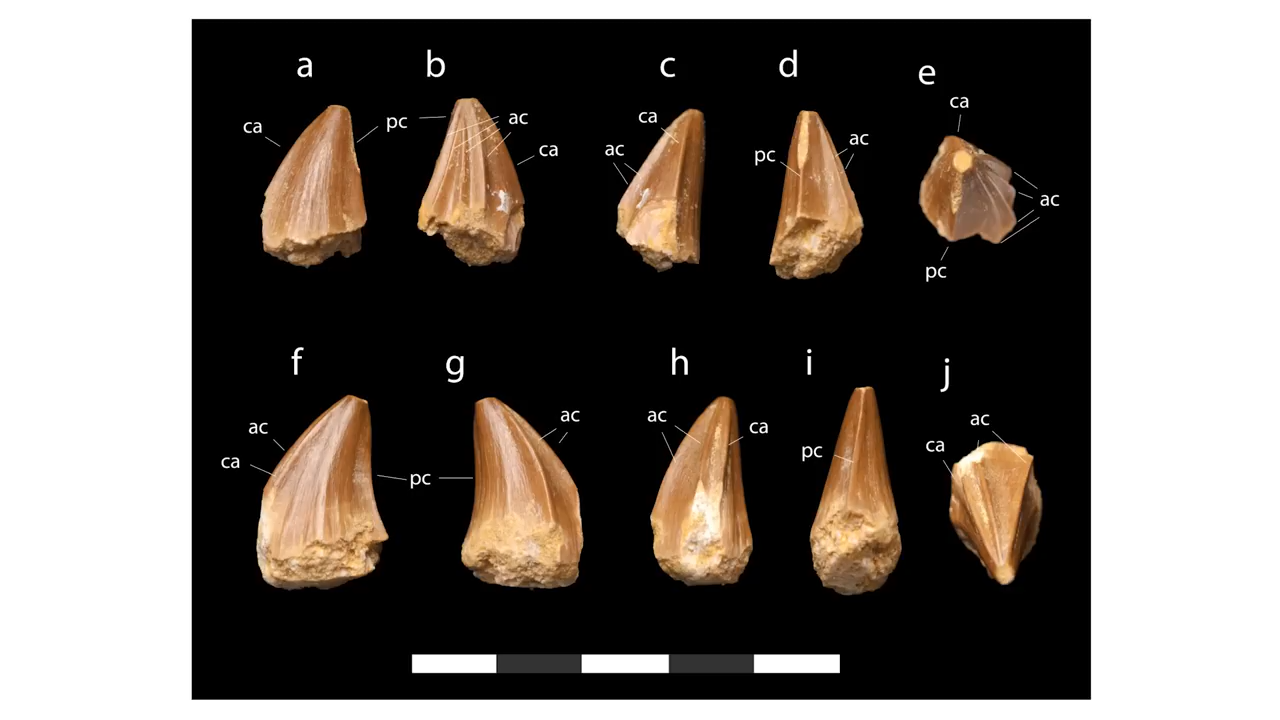 a b c d e
ca pc ac ca
ca ac
pc ac
ca ac pc
f g h i j
ac ca pc ac
ac ca
pc
ac ca